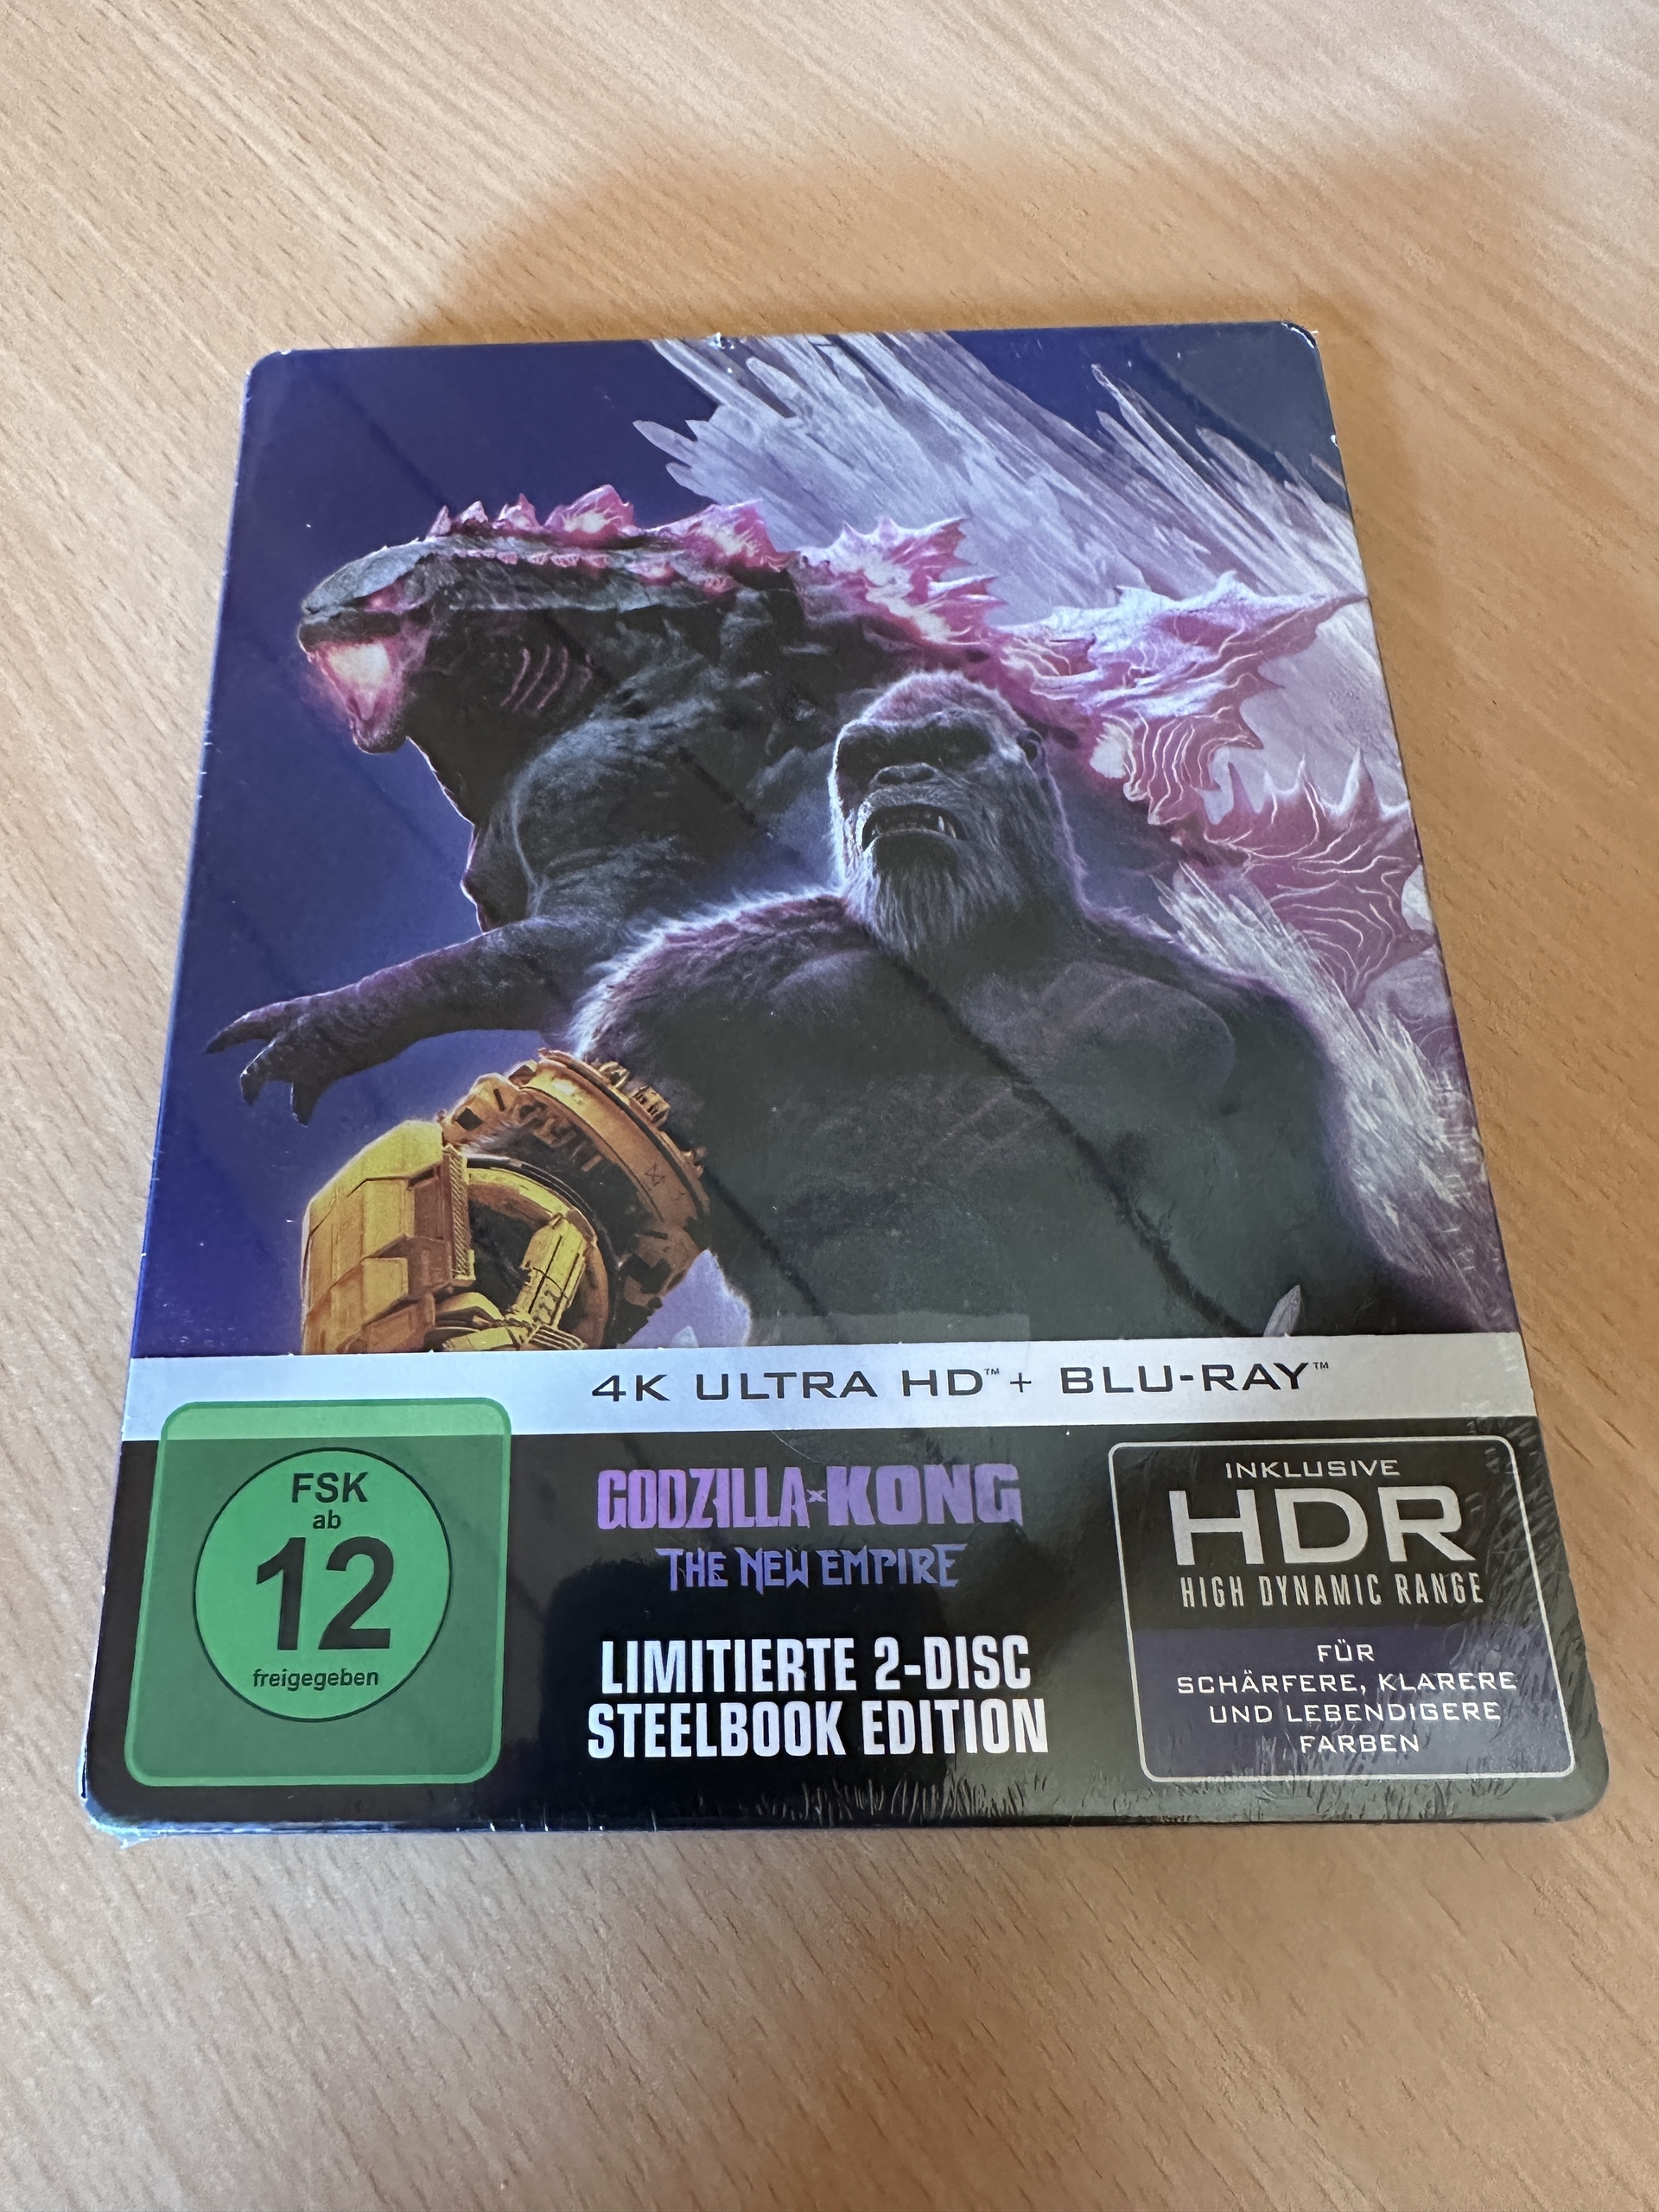 4K ULTRA HD™ + BLU-RAY™
FSK
ab
12
freigegeben
GODZILLA x KONG
THE NEW EMPIRE
LIMITIERTE 2-DISC
STEELBOOK EDITION
INKLUSIVE
HDR
HIGH DYNAMIC RANGE
FÜR
SCHÄRFERE, KLARERE
UND LEBENDIGERE
FARBEN